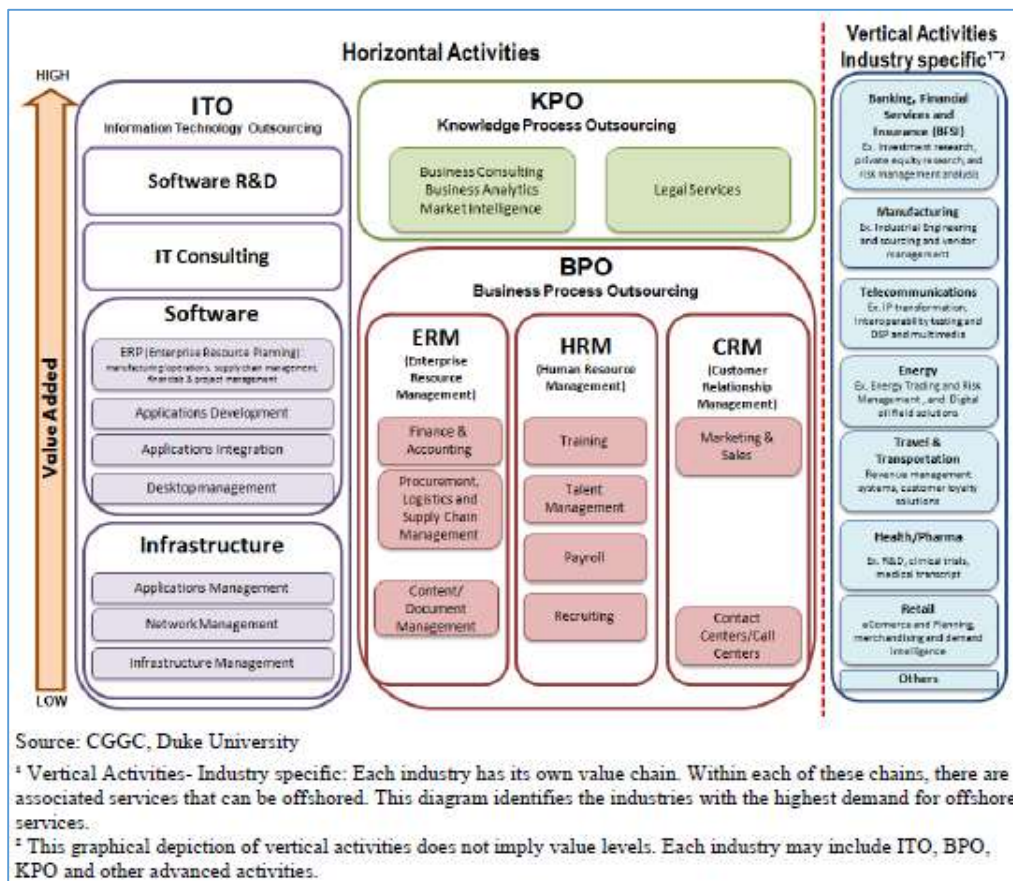 Horizontal Activities
Vertical Activities
Industry specific¹⁻²
HIGH
Value Added
LOW
ITO
Information Technology Outsourcing
Software R&D
IT Consulting
Software
ERP (Enterprise Resource Planning)
manufacturing/operations, supply chain management,
financials & project management
Applications Development
Applications Integration
Desktop management
Infrastructure
Applications Management
Network Management
Infrastructure Management
KPO
Knowledge Process Outsourcing
Business Consulting
Business Analytics
Market Intelligence
Legal Services
BPO
Business Process Outsourcing
ERM
(Enterprise
Resource
Management)
Finance &
Accounting
Procurement,
Logistics and
Supply Chain
Management
Content/
Document
Management
HRM
(Human Resource
Management)
Training
Talent
Management
Payroll
Recruiting
CRM
(Customer
Relationship
Management)
Marketing &
Sales
Contact
Centers/Call
Centers
Banking, Financial
Services and
Insurance (BFSI)
Ex. Investment research,
private equity research, and
risk management analysis
Manufacturing
Ex. Industrial Engineering
and sourcing and vendor
management
Telecommunications
Ex. IP transformation,
Interoperability testing and
DSP and multimedia
Energy
Ex. Energy Trading and Risk
Management, and Digital
oil field solutions
Travel &
Transportation
Revenue management
systems, customer loyalty
solutions
Health/Pharma
Ex. R&D, clinical trials,
medical transcript
Retail
eComerce and Planning,
merchandising and demand
Intelligence
Others
Source: CGGC, Duke University
¹ Vertical Activities- Industry specific: Each industry has its own value chain. Within each of these chains, there are
associated services that can be offshored. This diagram identifies the industries with the highest demand for offshore
services.
² This graphical depiction of vertical activities does not imply value levels. Each industry may include ITO, BPO,
KPO and other advanced activities.